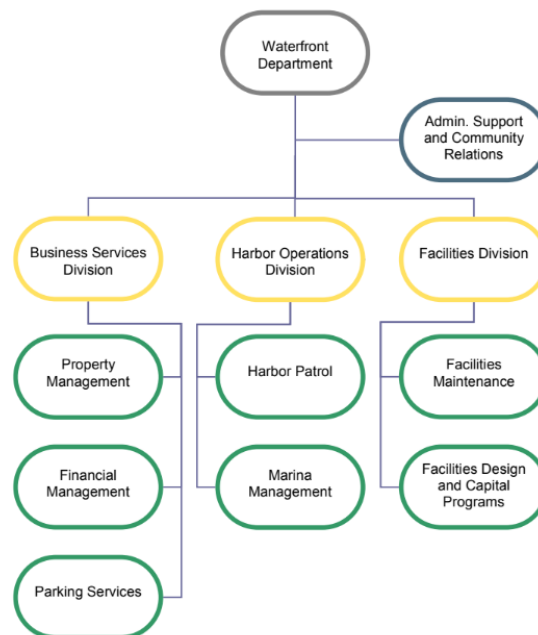 Waterfront
Department
Admin. Support
and Community
Relations
Business Services
Division
Harbor Operations
Division
Facilities Division
Property
Management
Harbor Patrol
Facilities
Maintenance
Financial
Management
Marina
Management
Facilities Design
and Capital
Programs
Parking Services